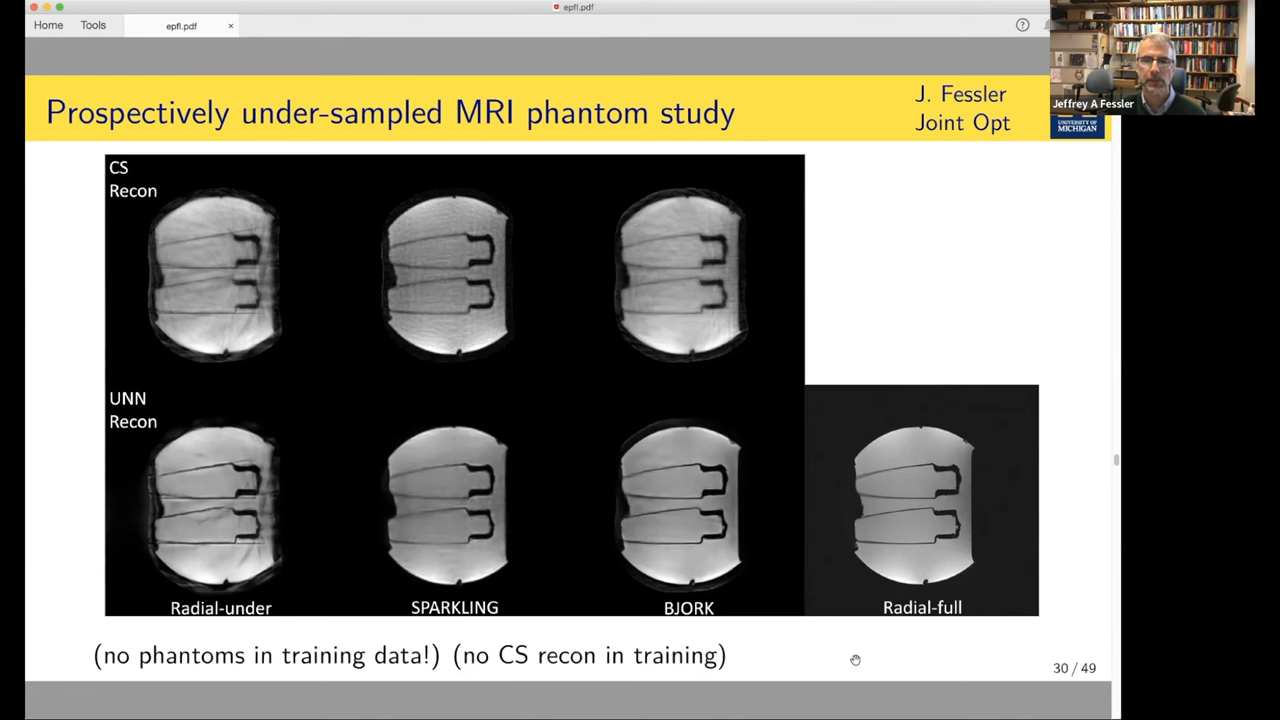 epfl.pdf
Home Tools epfl.pdf ×
Jeffrey A Fessler
Prospectively under-sampled MRI phantom study
J. Fessler
Joint Opt
UNIVERSITY OF
MICHIGAN
CS
Recon
UNN
Recon
Radial-under SPARKLING BJORK Radial-full
(no phantoms in training data!) (no CS recon in training)
30 / 49